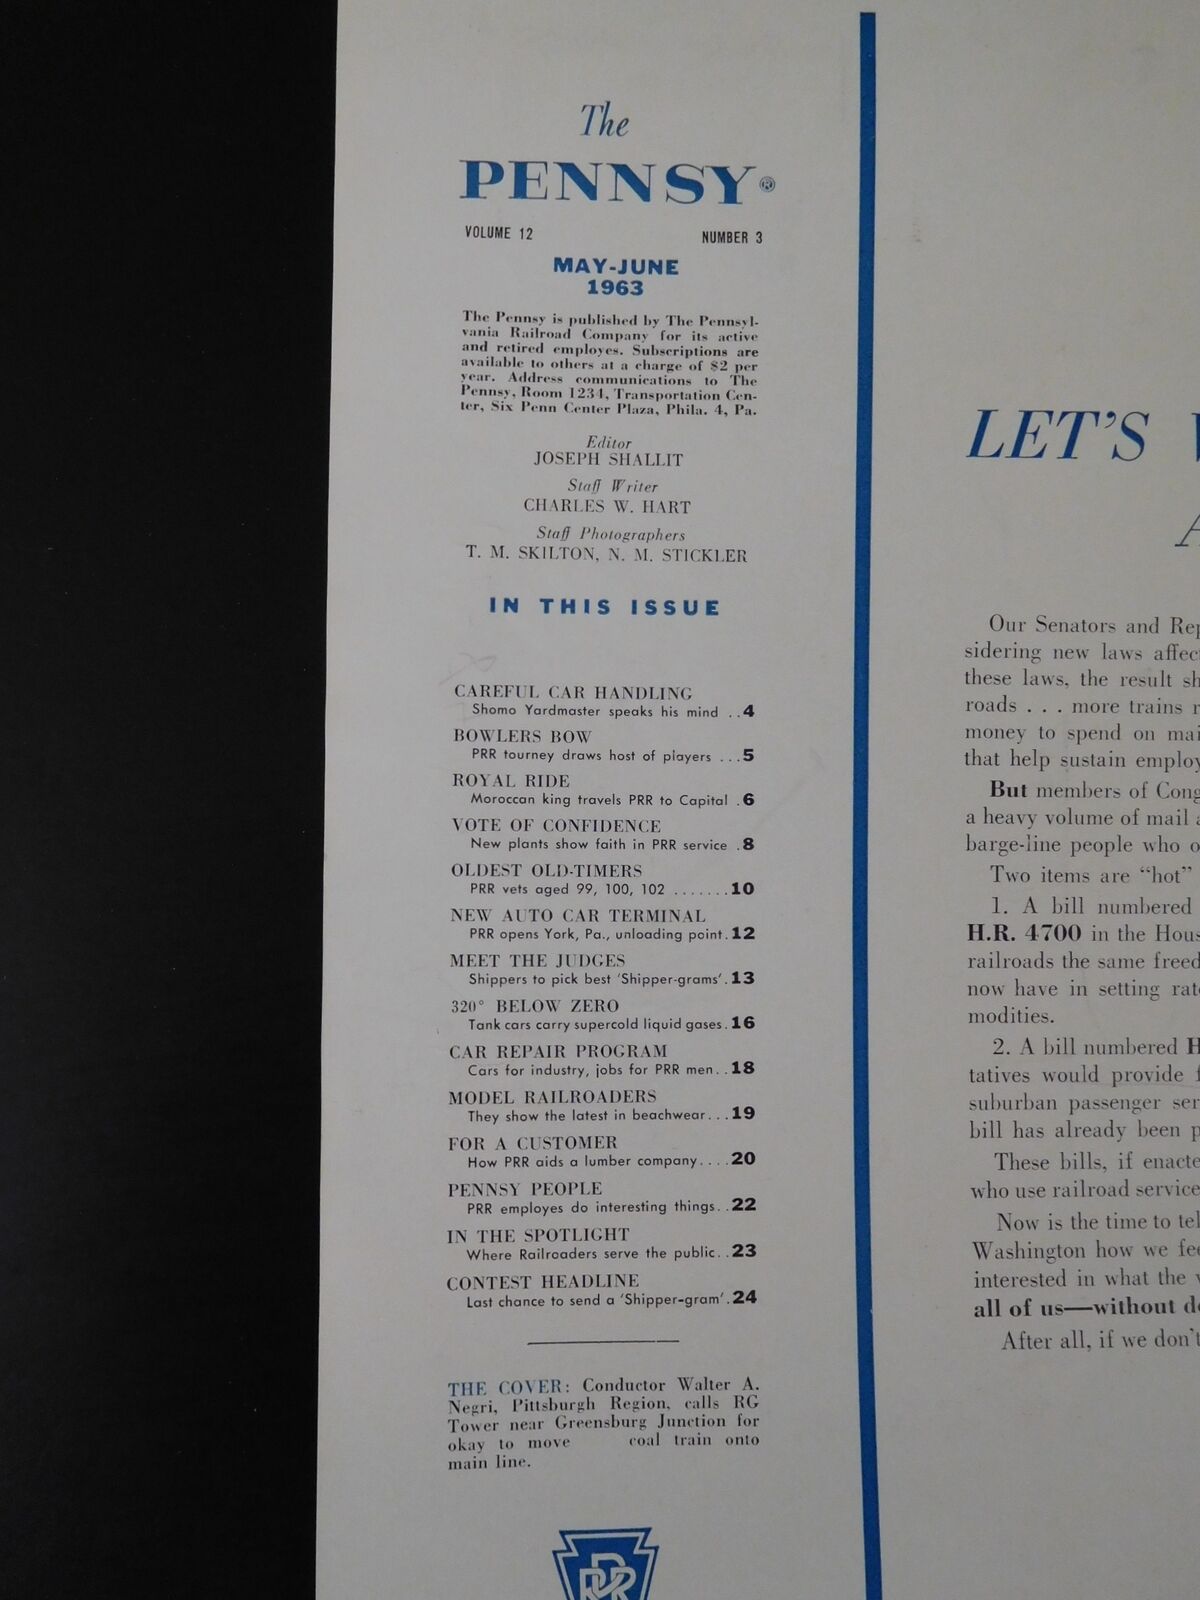 The
PENNSY®
VOLUME 12 NUMBER 3
MAY-JUNE
1963
The Pennsy is published by The Pennsyl-
vania Railroad Company for its active
and retired employes. Subscriptions are
available to others at a charge of $2 per
year. Address communications to The
Pennsy, Room 1234, Transportation Cen-
ter, Six Penn Center Plaza, Phila. 4, Pa.
Editor
JOSEPH SHALLIT
Staff Writer
CHARLES W. HART
Staff Photographers
T. M. SKILTON, N. M. STICKLER
IN THIS ISSUE
CAREFUL CAR HANDLING
Shomo Yardmaster speaks his mind ..4
BOWLERS BOW
PRR tourney draws host of players ...5
ROYAL RIDE
Moroccan king travels PRR to Capital .6
VOTE OF CONFIDENCE
New plants show faith in PRR service .8
OLDEST OLD-TIMERS
PRR vets aged 99, 100, 102 .......10
NEW AUTO CAR TERMINAL
PRR opens York, Pa., unloading point.12
MEET THE JUDGES
Shippers to pick best 'Shipper-grams'.13
320° BELOW ZERO
Tank cars carry supercold liquid gases.16
CAR REPAIR PROGRAM
Cars for industry, jobs for PRR men..18
MODEL RAILROADERS
They show the latest in beachwear...19
FOR A CUSTOMER
How PRR aids a lumber company....20
PENNSY PEOPLE
PRR employes do interesting things..22
IN THE SPOTLIGHT
Where Railroaders serve the public..23
CONTEST HEADLINE
Last chance to send a 'Shipper-gram'.24
THE COVER: Conductor Walter A.
Negri, Pittsburgh Region, calls RG
Tower near Greensburg Junction for
okay to move coal train onto
main line.
PRR
LET'S
A
Our Senators and Rep
sidering new laws affec
these laws, the result sh
roads . . . more trains r
money to spend on mai
that help sustain employ
But members of Cong
a heavy volume of mail a
barge-line people who o
Two items are "hot"
1. A bill numbered
H.R. 4700 in the Hous
railroads the same freed
now have in setting rat
modities.
2. A bill numbered H
tatives would provide f
suburban passenger ser
bill has already been p
These bills, if enacte
who use railroad service
Now is the time to tel
Washington how we fee
interested in what the v
all of us—without de
After all, if we don't